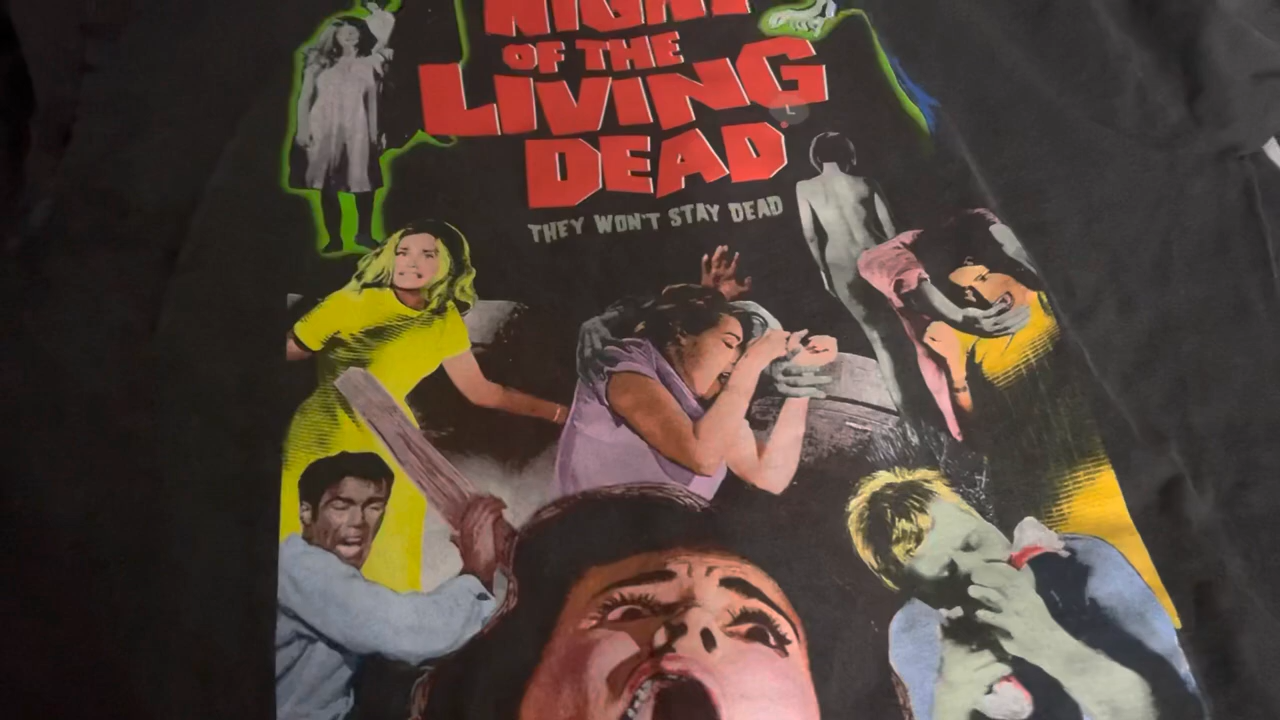 NIGHT
OF THE
LIVING
DEAD
THEY WON'T STAY DEAD